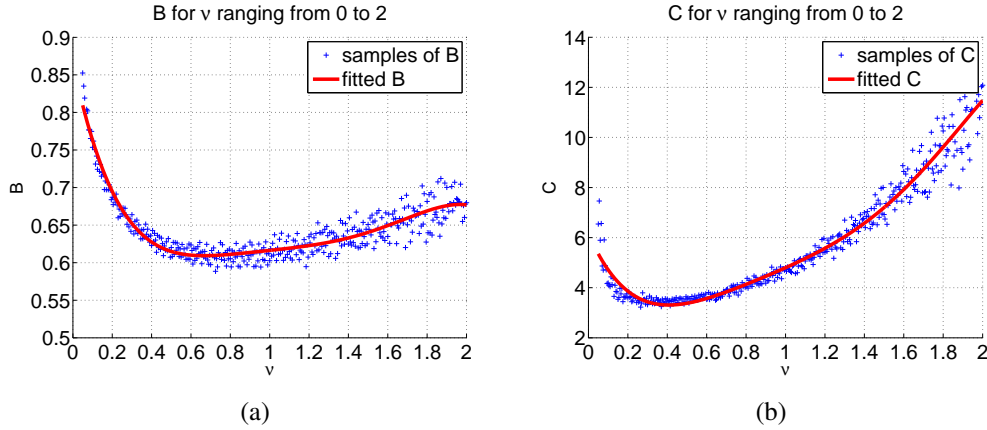 B for ν ranging from 0 to 2
0.9
0.85
0.8
0.75
0.7
0.65
0.6
0.55
0.5
B
samples of B
fitted B
0 0.2 0.4 0.6 0.8 1 1.2 1.4 1.6 1.8 2
ν
(a)
C for ν ranging from 0 to 2
14
12
10
8
6
4
2
C
samples of C
fitted C
0 0.2 0.4 0.6 0.8 1 1.2 1.4 1.6 1.8 2
ν
(b)